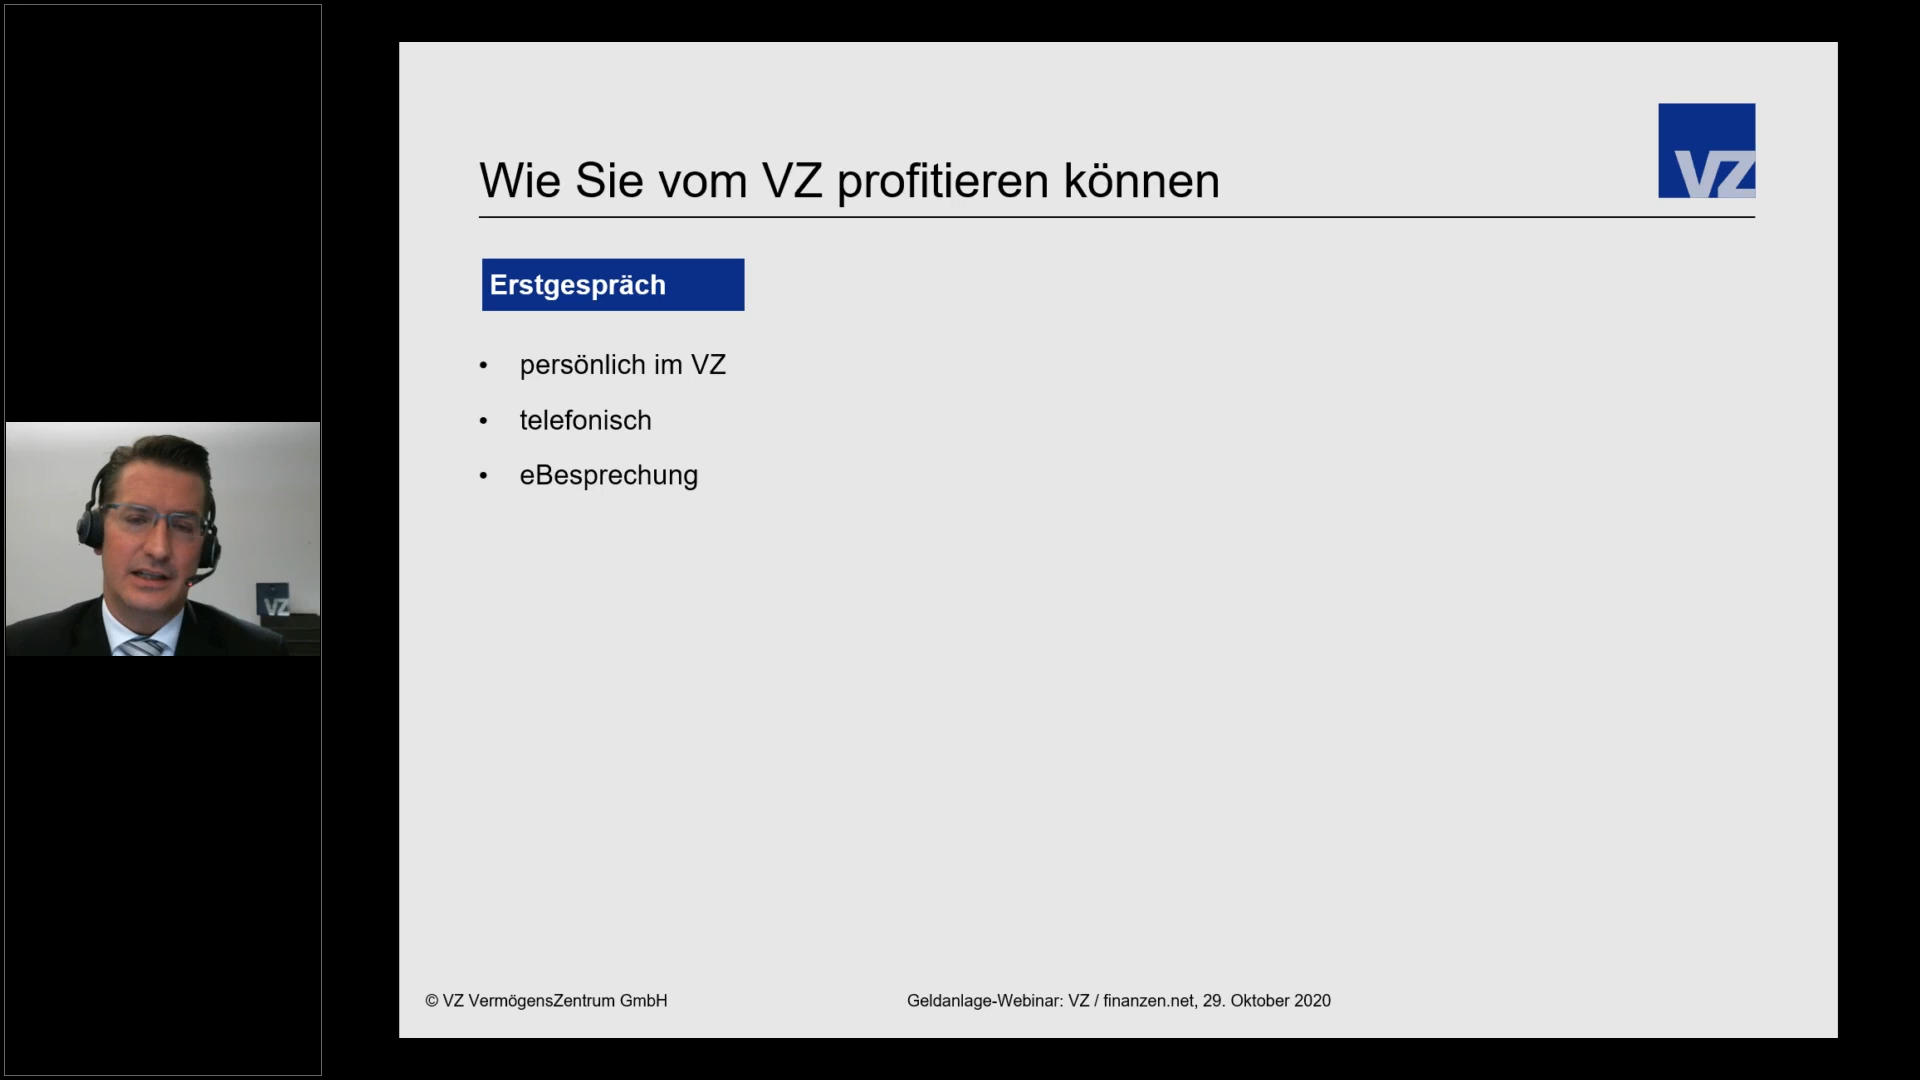 Wie Sie vom VZ profitieren können
VZ
Erstgespräch
• persönlich im VZ
• telefonisch
• eBesprechung
VZ
© VZ VermögensZentrum GmbH
Geldanlage-Webinar: VZ / finanzen.net, 29. Oktober 2020